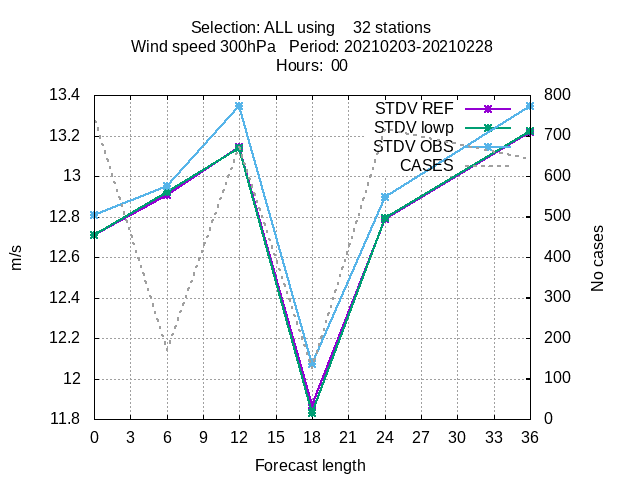 Selection: ALL using    32 stations
Wind speed 300hPa   Period: 20210203-20210228
Hours:  00
13.4
13.2
13
12.8
12.6
12.4
12.2
12
11.8
m/s
STDV REF
STDV lowp
STDV OBS
CASES
800
700
600
500
400
300
200
100
0
No cases
0 3 6 9 12 15 18 21 24 27 30 33 36
Forecast length